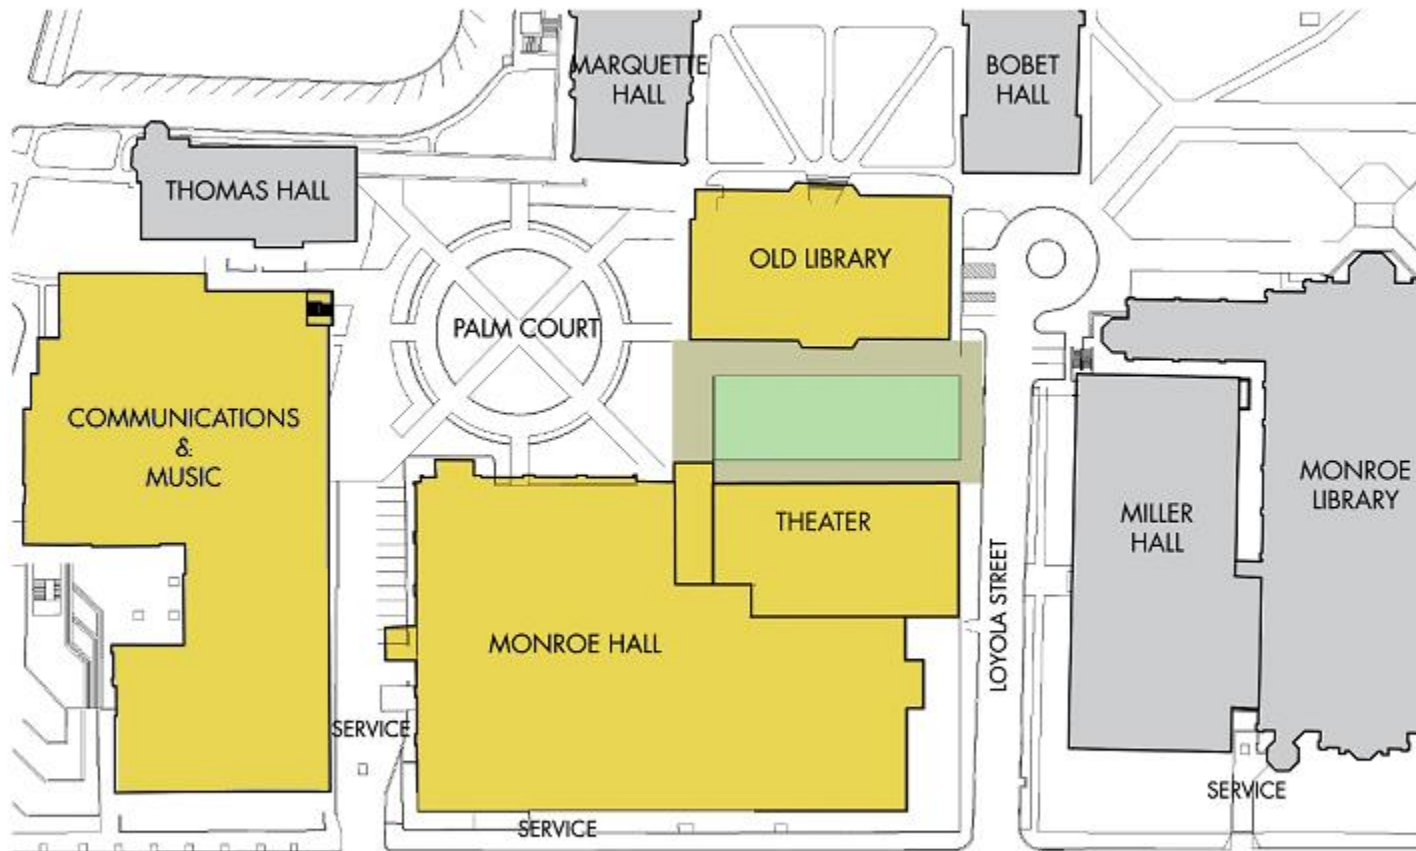 MARQUETTE
HALL
BOBET
HALL
THOMAS HALL
OLD LIBRARY
PALM COURT
COMMUNICATIONS
&
MUSIC
THEATER
MILLER
HALL
MONROE
LIBRARY
LOYOLA STREET
MONROE HALL
SERVICE
SERVICE
SERVICE